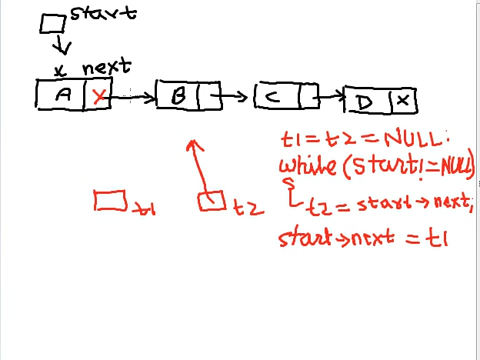 start
x next
A x B C D x
t1 = t2 = NULL;
while (start != NULL)
{ t2 = start → next;
start → next = t1
t1 t2